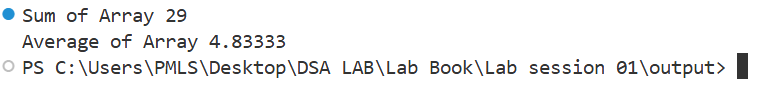 Sum of Array 29
Average of Array 4.83333
PS C:\Users\PMLS\Desktop\DSA LAB\Lab Book\Lab session 01\output>